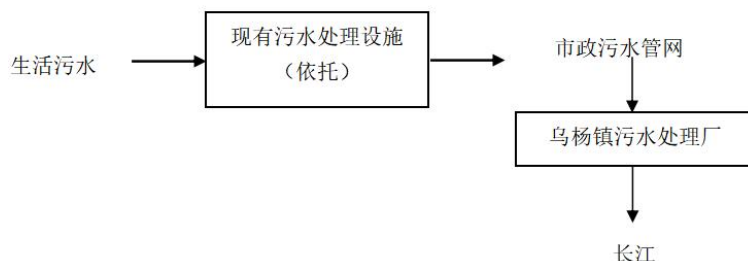 生活污水
现有污水处理设施
（依托）
市政污水管网
乌杨镇污水处理厂
长江